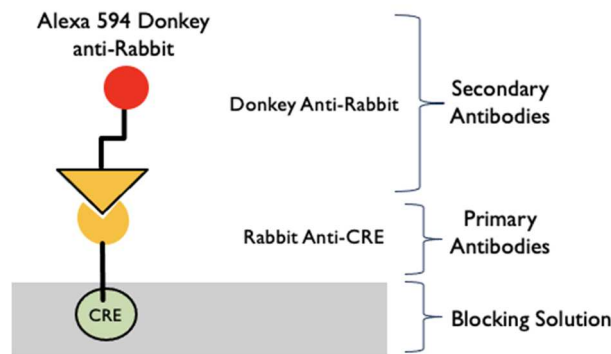 Alexa 594 Donkey
anti-Rabbit
Donkey Anti-Rabbit
Secondary
Antibodies
Rabbit Anti-CRE
Primary
Antibodies
CRE
Blocking Solution